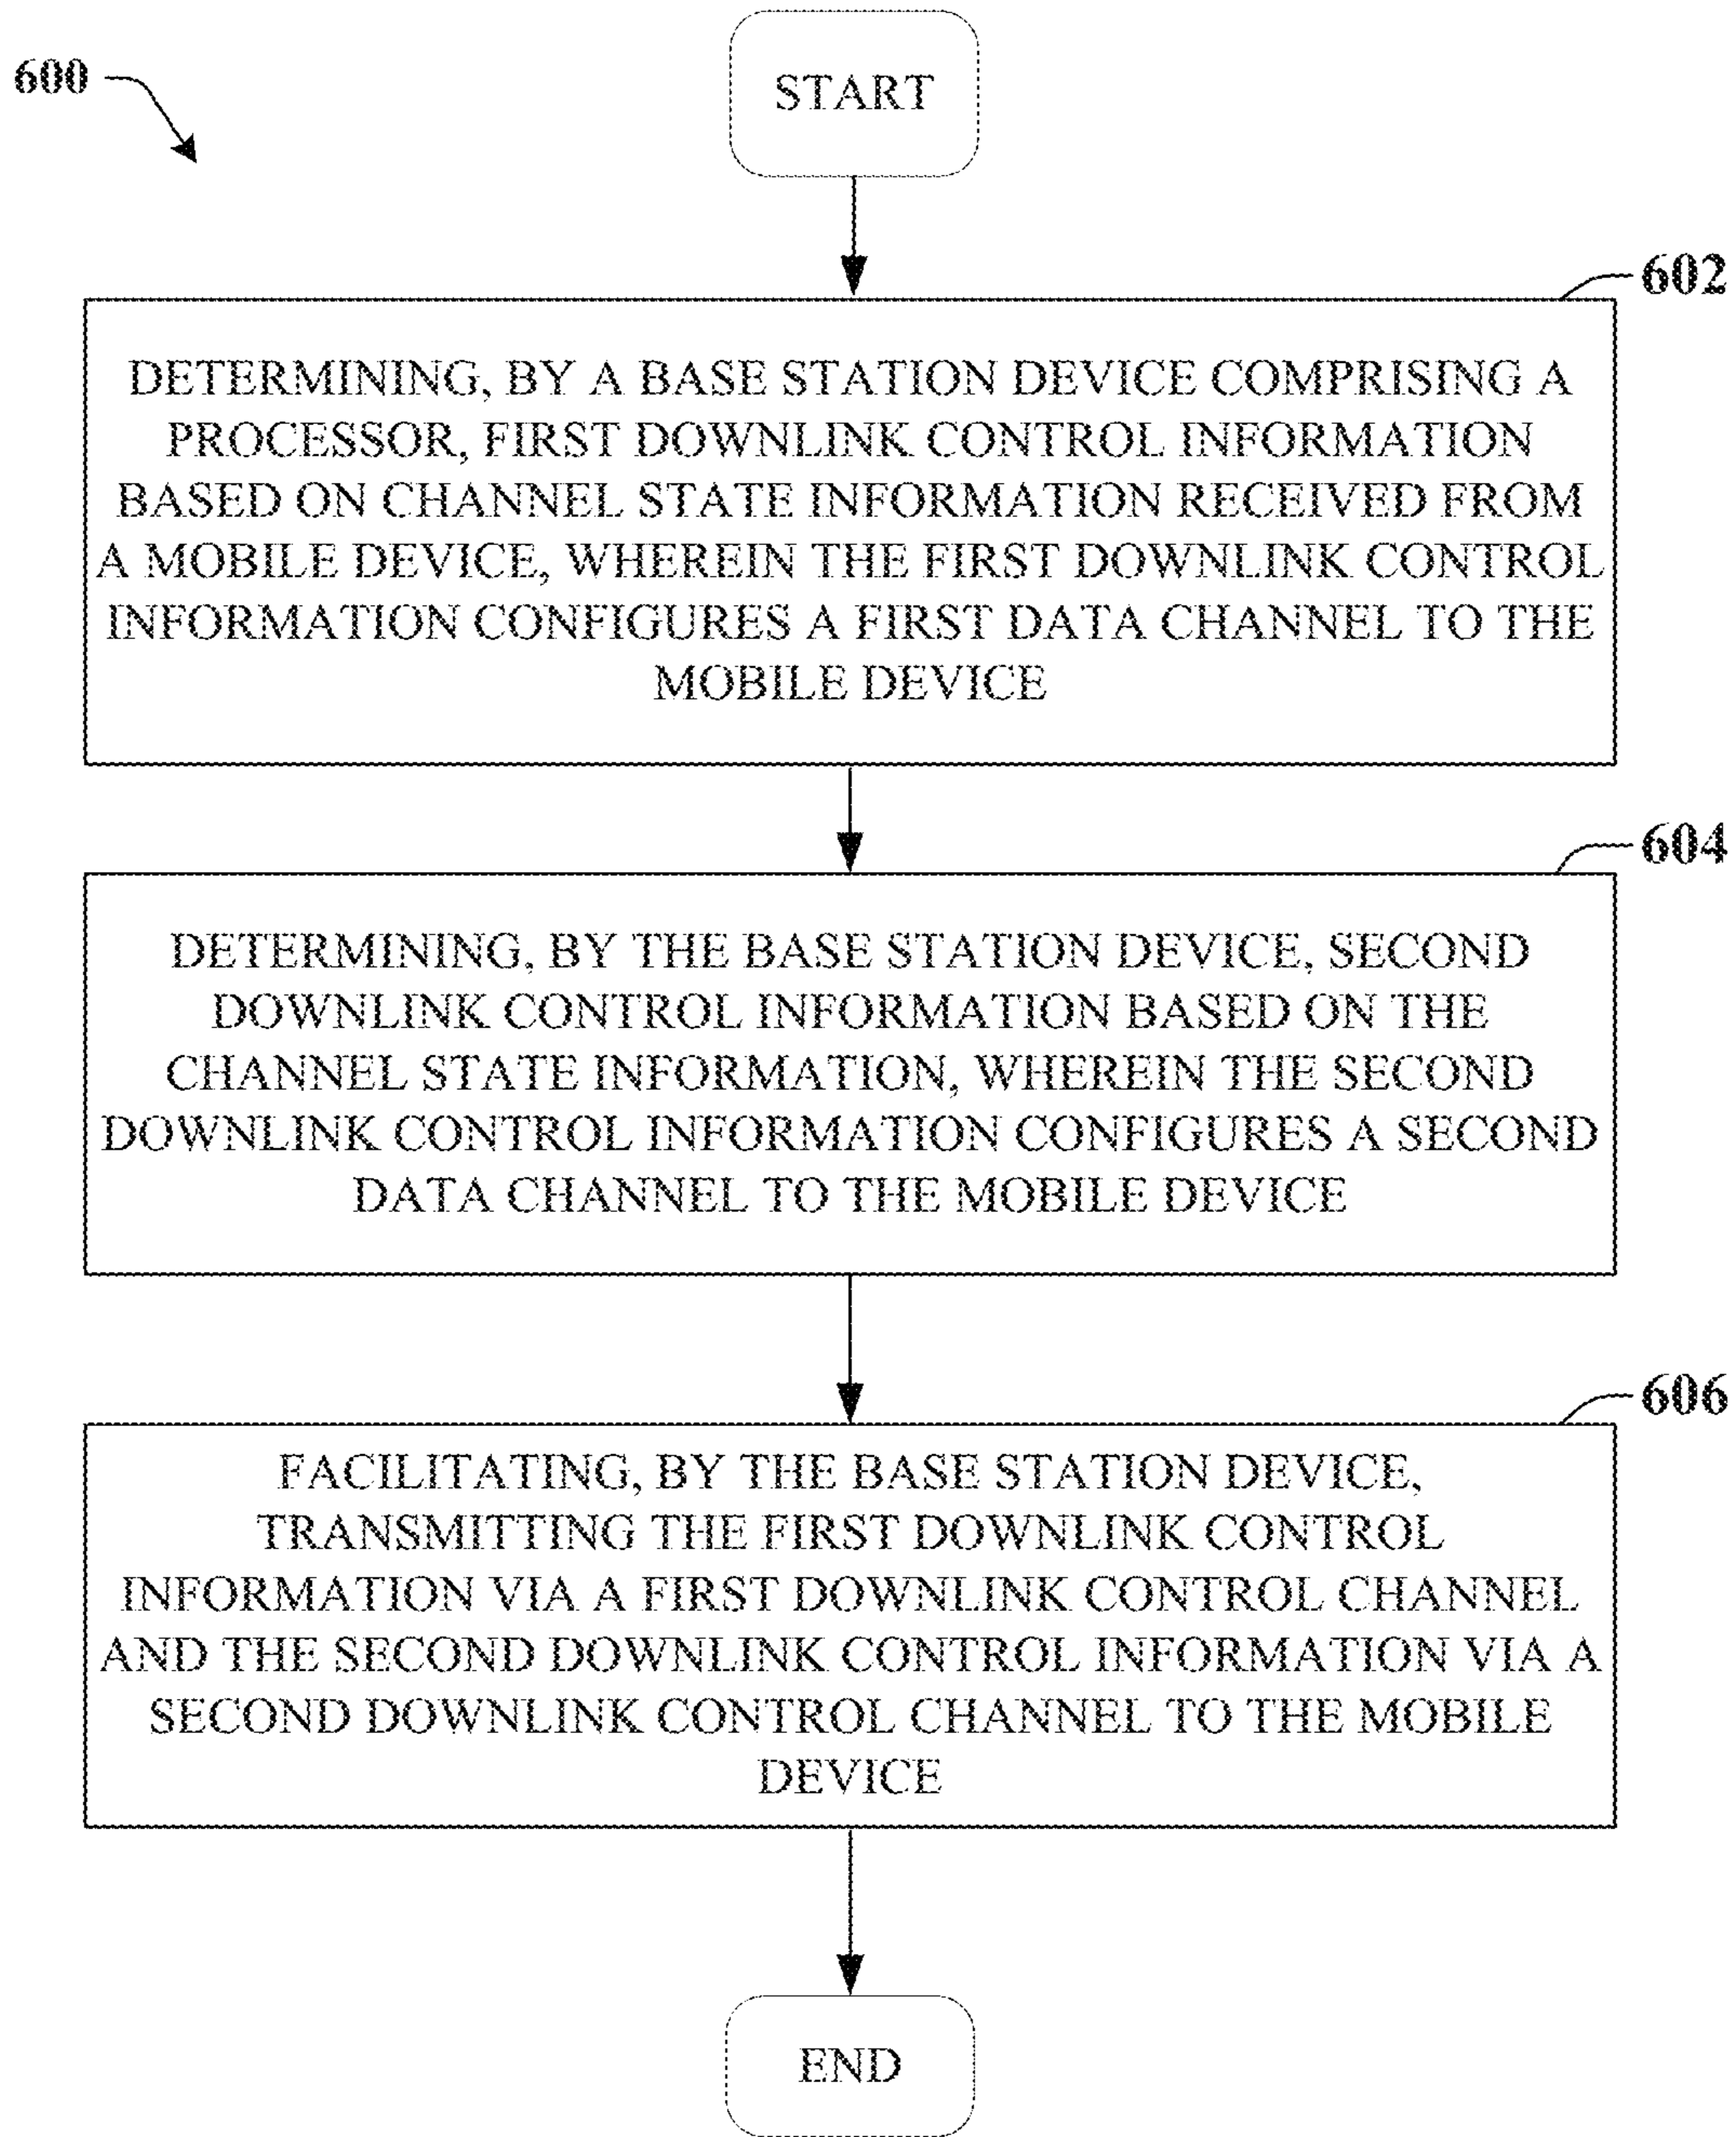 600
START
602
DETERMINING, BY A BASE STATION DEVICE COMPRISING A
PROCESSOR, FIRST DOWNLINK CONTROL INFORMATION
BASED ON CHANNEL STATE INFORMATION RECEIVED FROM
A MOBILE DEVICE, WHEREIN THE FIRST DOWNLINK CONTROL
INFORMATION CONFIGURES A FIRST DATA CHANNEL TO THE
MOBILE DEVICE
604
DETERMINING, BY THE BASE STATION DEVICE, SECOND
DOWNLINK CONTROL INFORMATION BASED ON THE
CHANNEL STATE INFORMATION, WHEREIN THE SECOND
DOWNLINK CONTROL INFORMATION CONFIGURES A SECOND
DATA CHANNEL TO THE MOBILE DEVICE
606
FACILITATING, BY THE BASE STATION DEVICE,
TRANSMITTING THE FIRST DOWNLINK CONTROL
INFORMATION VIA A FIRST DOWNLINK CONTROL CHANNEL
AND THE SECOND DOWNLINK CONTROL INFORMATION VIA A
SECOND DOWNLINK CONTROL CHANNEL TO THE MOBILE
DEVICE
END